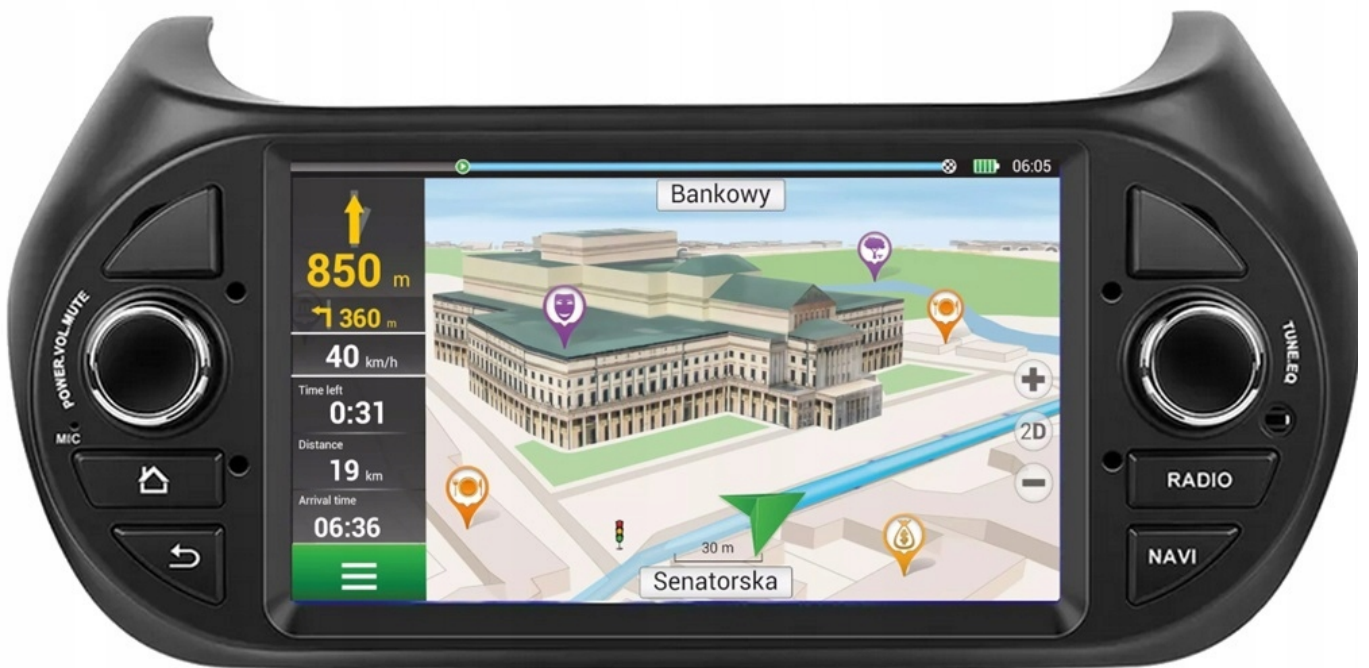 06:05
Bankowy
850 m
360 m
40 km/h
Time left
0:31
Distance
19 km
Arrival time
06:36
2D
30 m
Senatorska
POWER.VOL.MUTE
MIC
TUNE.EQ
RADIO
NAVI